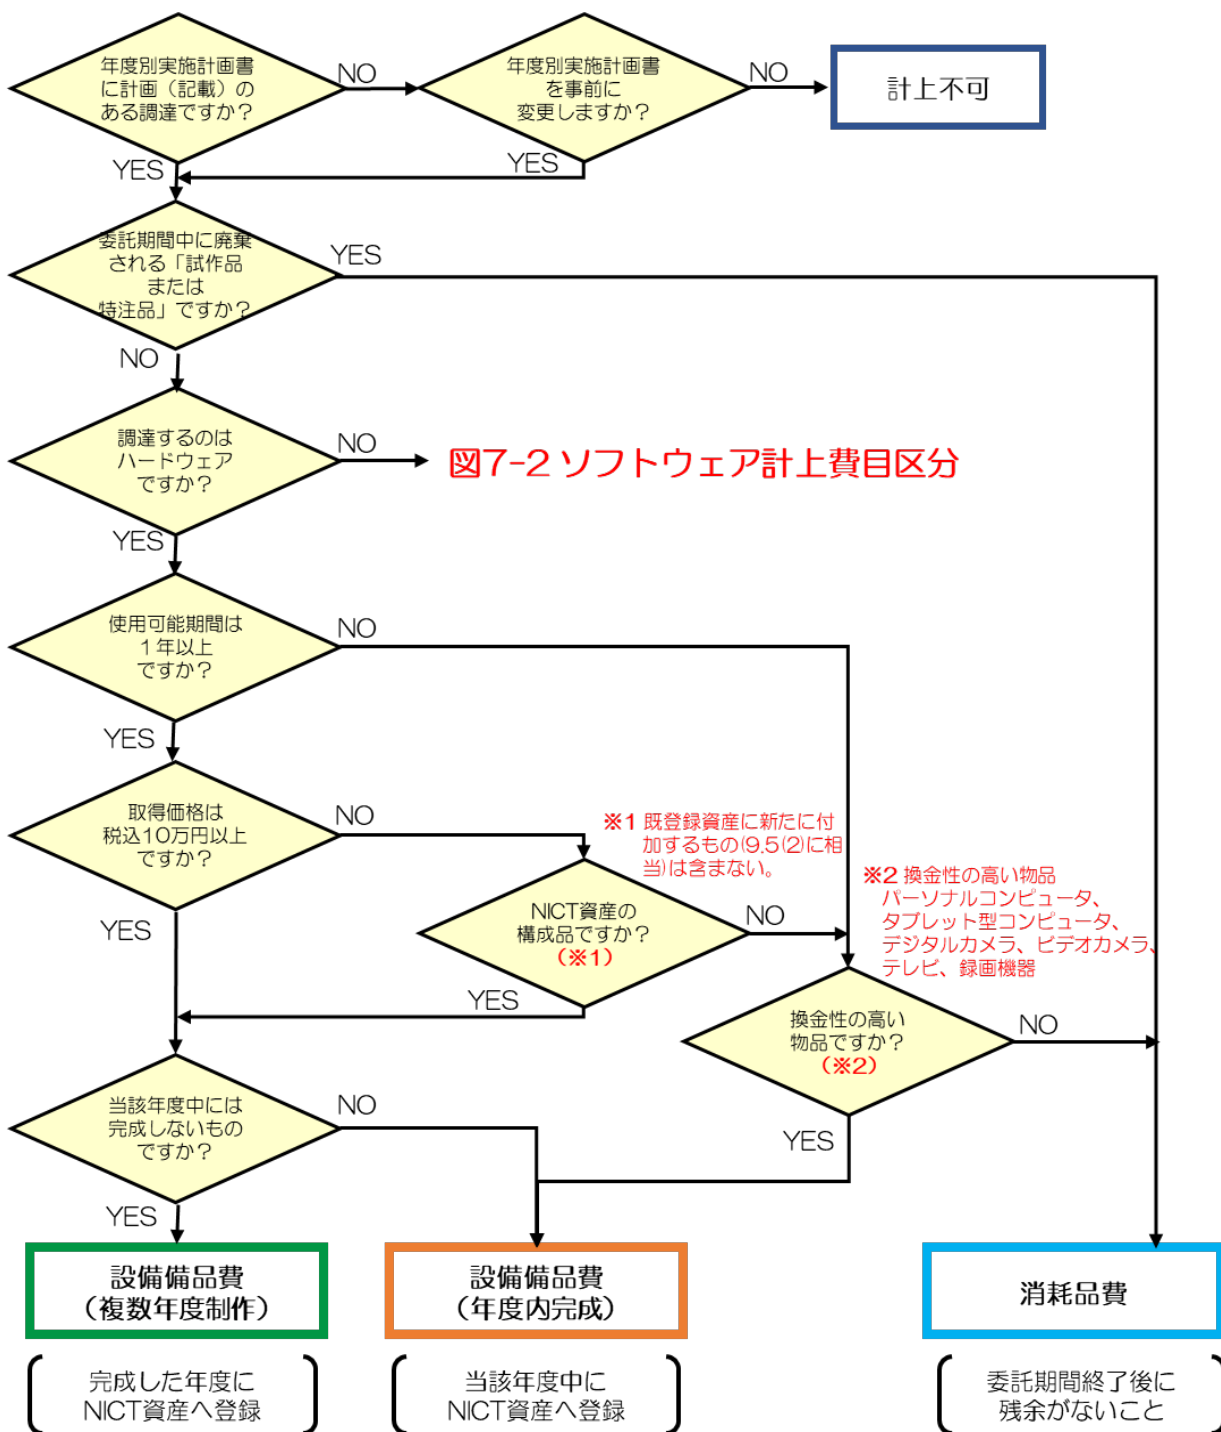 年度別実施計画書
に計画（記載）の
ある調達ですか？
NO
年度別実施計画書
を事前に
変更しますか？
NO
計上不可
YES
YES
委託期間中に廃棄
される「試作品
または
特注品」ですか？
YES
NO
調達するのは
ハードウェア
ですか？
NO
図7-2 ソフトウェア計上費目区分
YES
使用可能期間は
１年以上
ですか？
NO
YES
取得価格は
税込10万円以上
ですか？
NO
※1 既登録資産に新たに付
加するもの(9.5(2)に相
当)は含まない。
YES
NICT資産の
構成品ですか？
（※1）
NO
YES
※2 換金性の高い物品
パーソナルコンピュータ、
タブレット型コンピュータ、
デジタルカメラ、ビデオカメラ、
テレビ、録画機器
換金性の高い
物品ですか？
（※2）
NO
YES
当該年度中には
完成しないもの
ですか？
NO
YES
設備備品費
（複数年度制作）
設備備品費
（年度内完成）
消耗品費
完成した年度に
NICT資産へ登録
当該年度中に
NICT資産へ登録
委託期間終了後に
残余がないこと